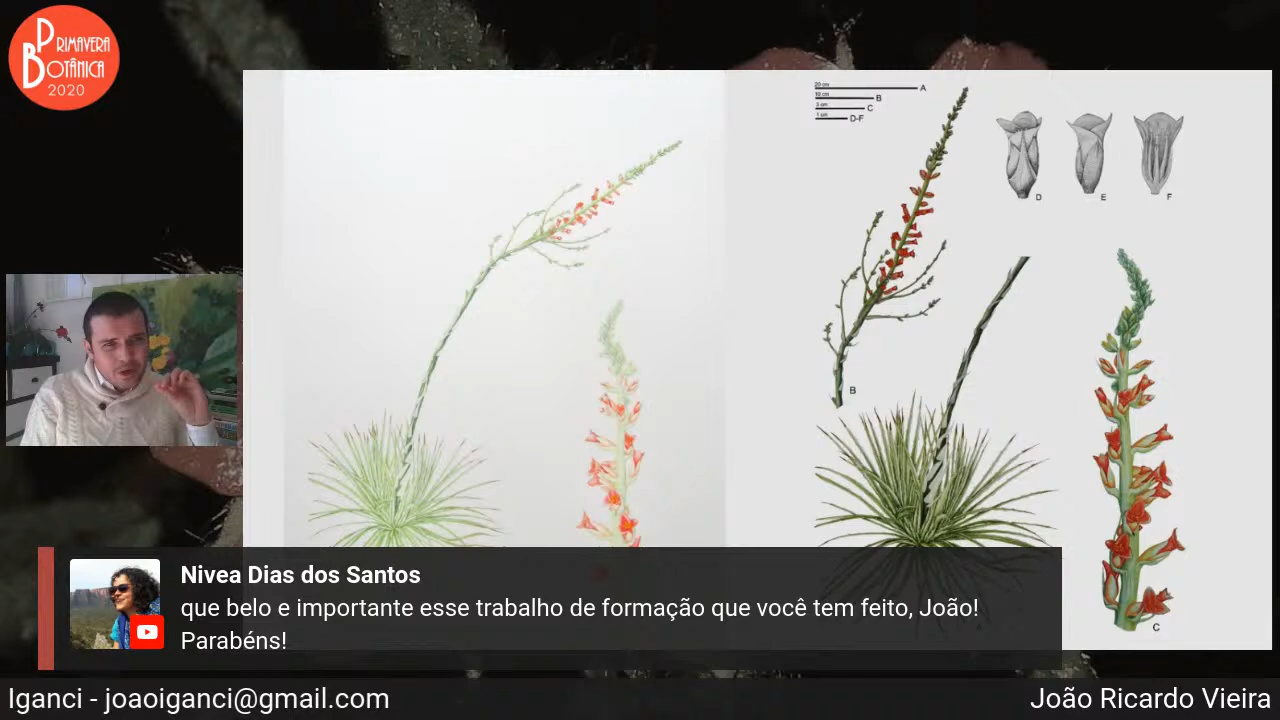 PRIMAVERA
BOTÂNICA
2020
20 cm A
10 cm B
3 cm C
1 cm D-F
D
E
F
B
C
Nivea Dias dos Santos
que belo e importante esse trabalho de formação que você tem feito, João!
Parabéns!
Iganci - joaoiganci@gmail.com
João Ricardo Vieira